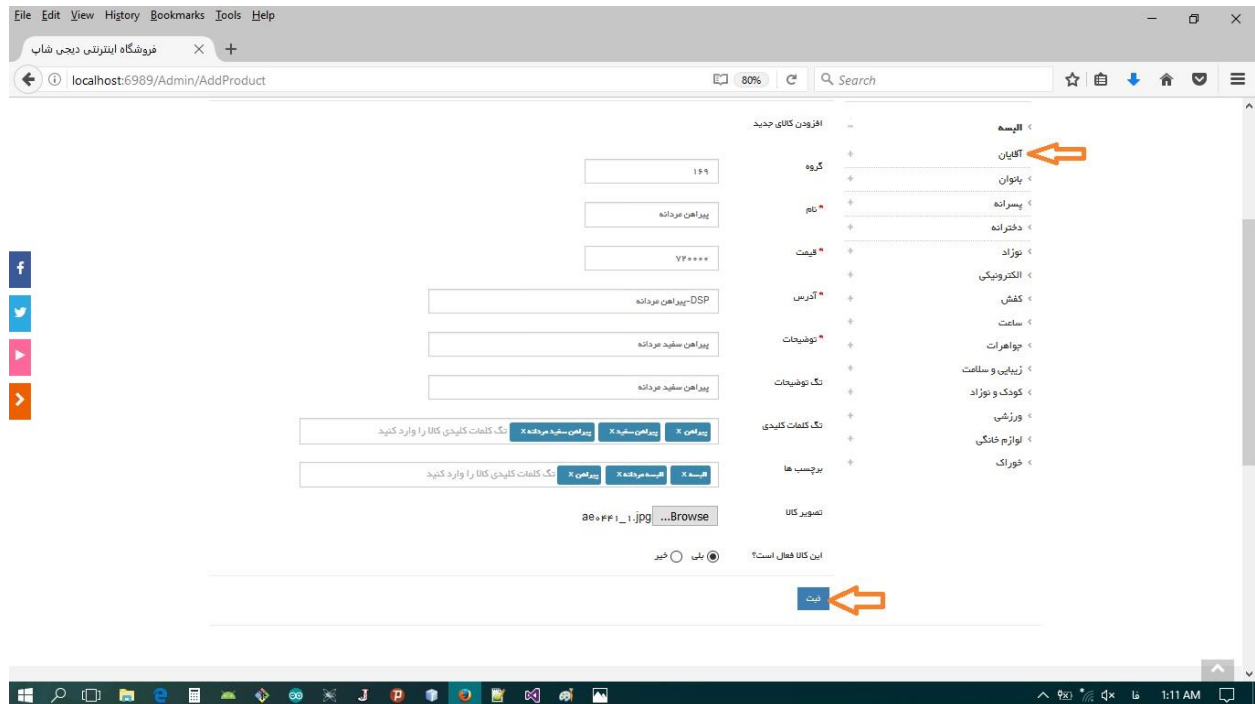 File Edit View History Bookmarks Tools Help
فروشگاه اینترنتی دیجی شاپ
localhost:6989/Admin/AddProduct
80%
Search
البسه
آقایان
بانوان
پسرانه
دخترانه
نوزاد
الکترونیکی
کفش
ساعت
جواهرات
زیبایی و سلامت
کودک و نوزاد
ورزشی
لوازم خانگی
خوراک
افزودن کالای جدید
گروه
۱۶۹
* نام
پیراهن مردانه
* قیمت
۷۲۰۰۰۰
* آدرس
DSP-پیراهن مردانه
* توضیحات
پیراهن سفید مردانه
تگ توضیحات
پیراهن سفید مردانه
تگ کلمات کلیدی
پیراهن x پیراهن سفید x پیراهن سفید مردانه x تگ کلمات کلیدی کالا را وارد کنید
برچسب ها
البسه x البسه مردانه x پیراهن x تگ کلمات کلیدی کالا را وارد کنید
تصویر کالا
Browse... ae۰۴۴۱_۱.jpg
این کالا فعال است؟
بلی خیر
ثبت
فا
1:11 AM